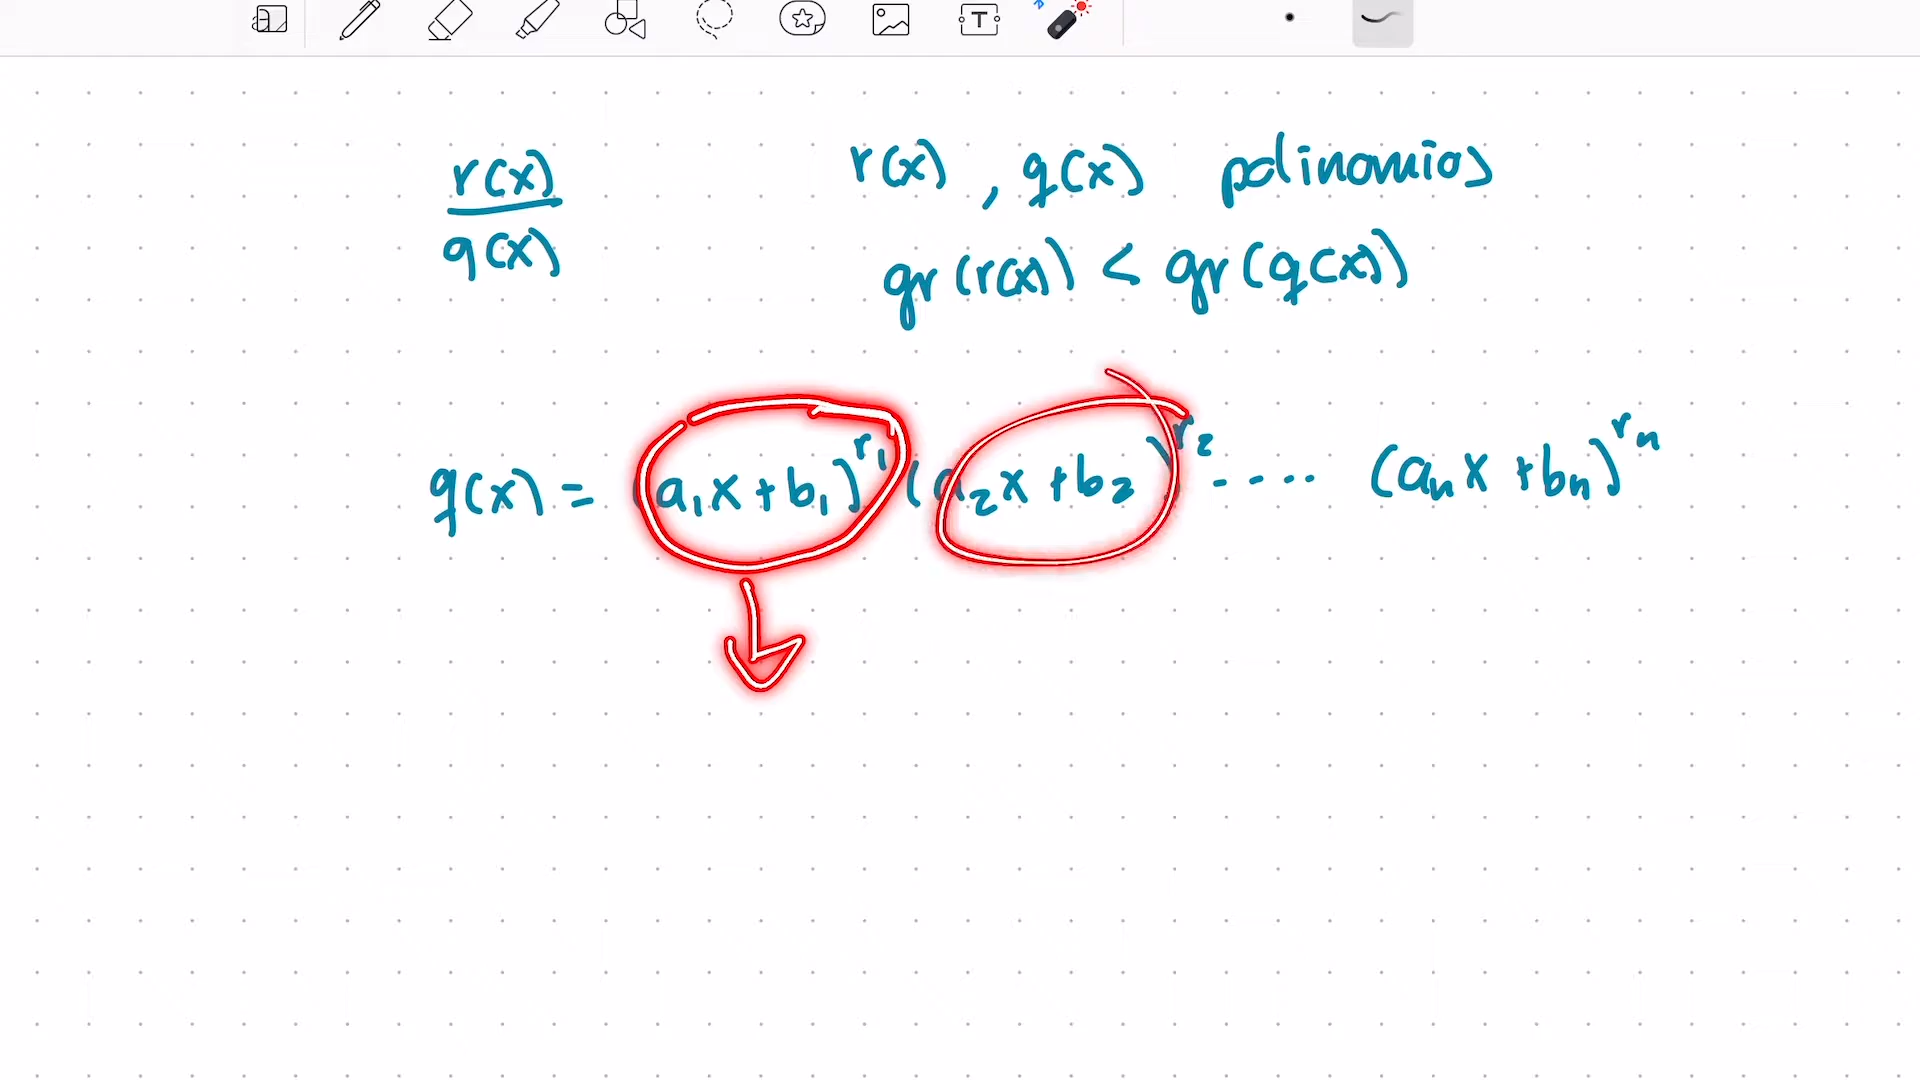 r(x)/q(x)
r(x), q(x) polinomios
gr(r(x)) < gr(q(x))
q(x) = (a₁x+b₁)^r₁ (a₂x+b₂)^r₂ ---- (aₙx+bₙ)^rₙ